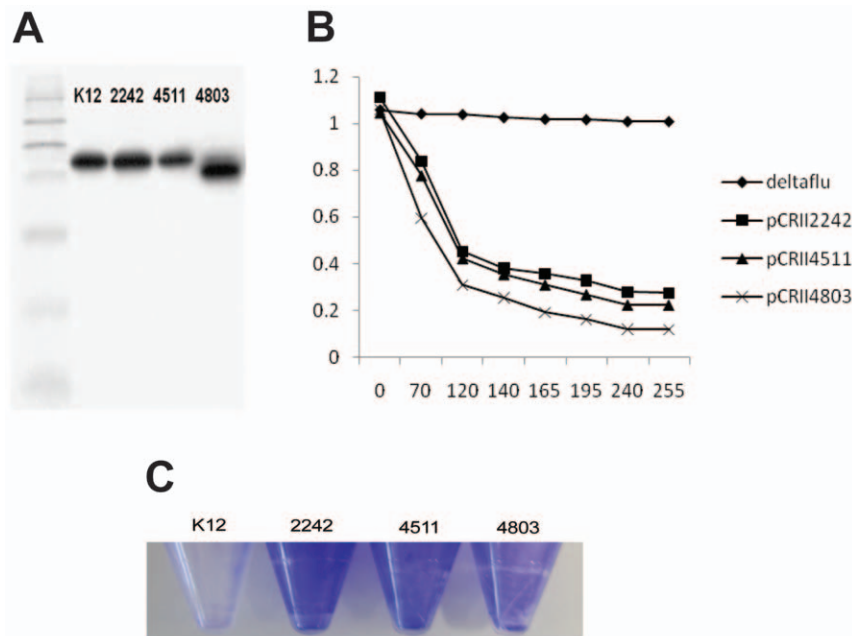 A
K12 2242 4511 4803
B
1.2
1
0.8
0.6
0.4
0.2
0
0 70 120 140 165 195 240 255
deltaflu
pCRII2242
pCRII4511
pCRII4803
C
K12 2242 4511 4803